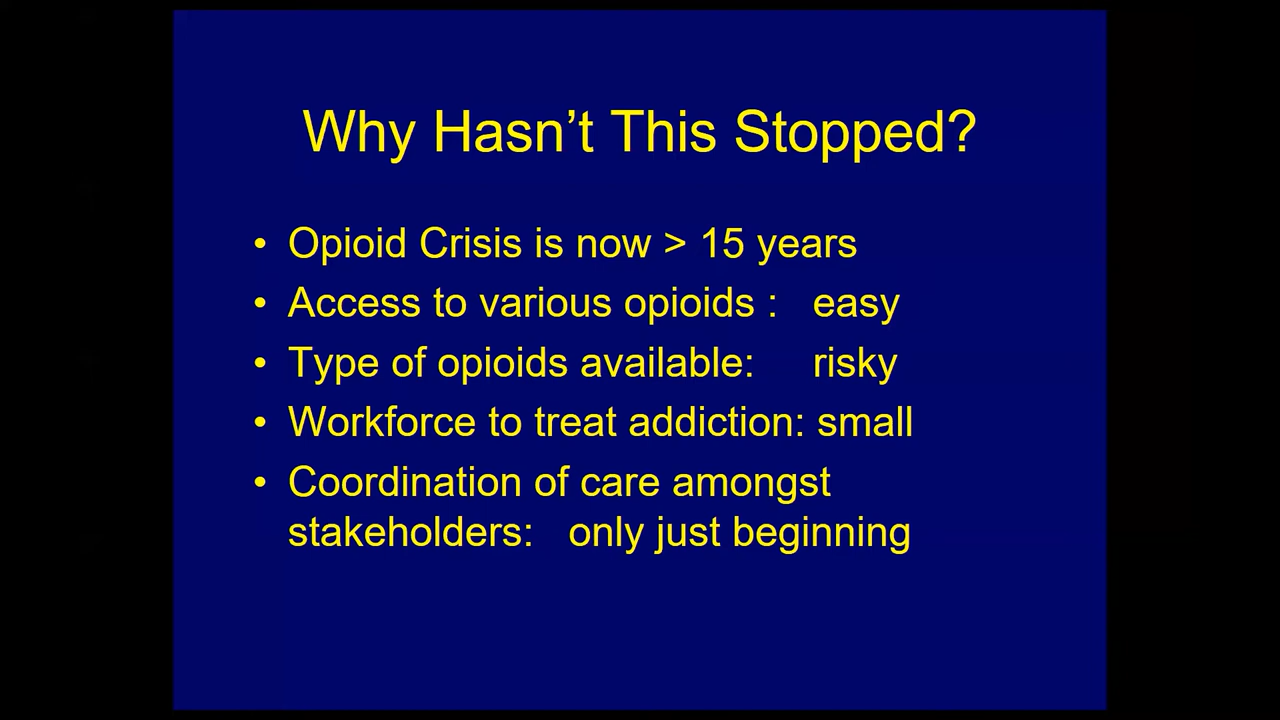 Why Hasn’t This Stopped?
• Opioid Crisis is now > 15 years
• Access to various opioids : easy
• Type of opioids available: risky
• Workforce to treat addiction: small
• Coordination of care amongst
stakeholders: only just beginning